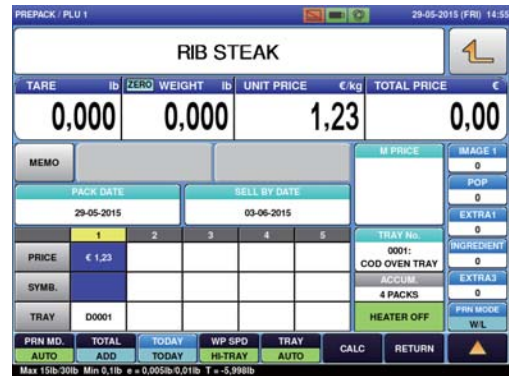 PREPACK / PLU 1 29-05-2015 (FRI) 14:55
RIB STEAK
TARE lb ZERO WEIGHT lb UNIT PRICE €/kg TOTAL PRICE €
0,000 0,000 1,23 0,00
MEMO M PRICE IMAGE 1
0
PACK DATE SELL BY DATE POP
29-05-2015 03-06-2015 0
EXTRA1
0
1 2 3 4 5 TRAY No. INGREDIENT
PRICE € 1,23 0001: 0
COD OVEN TRAY
SYMB. ACCUM. EXTRA3
4 PACKS 0
TRAY D0001 HEATER OFF PRN MODE
W/L
PRN MD. TOTAL TODAY WP SPD TRAY CALC RETURN
AUTO ADD TODAY HI-TRAY AUTO
Max 15lb/30lb Min 0,1lb e = 0,005lb/0,01lb T = -5,998lb